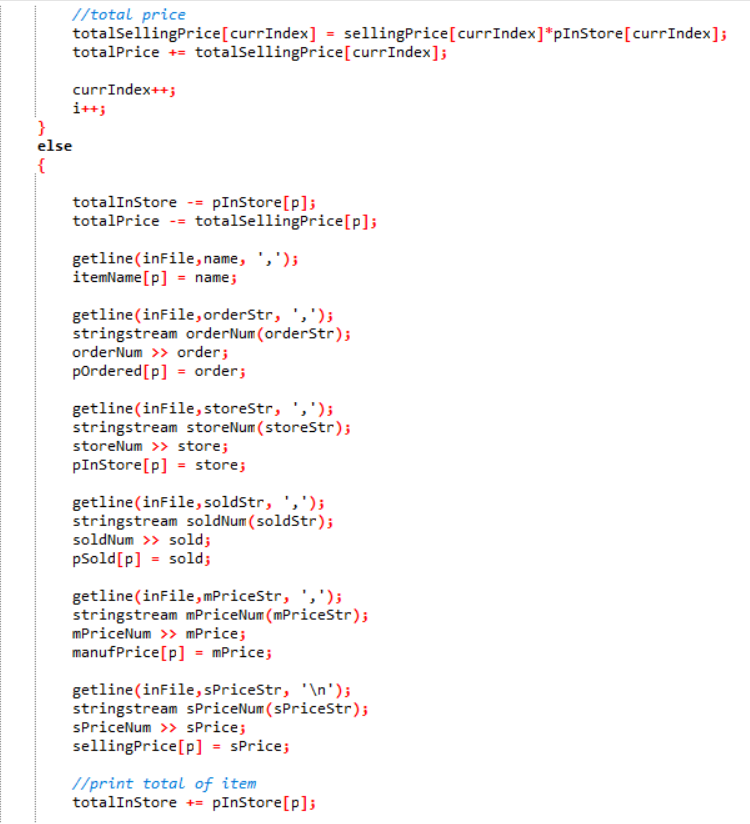 //total price
totalSellingPrice[currIndex] = sellingPrice[currIndex]*pInStore[currIndex];
totalPrice += totalSellingPrice[currIndex];
currIndex++;
i++;
}
else
{
totalInStore -= pInStore[p];
totalPrice -= totalSellingPrice[p];
getline(inFile,name, ',');
itemName[p] = name;
getline(inFile,orderStr, ',');
stringstream orderNum(orderStr);
orderNum >> order;
pOrdered[p] = order;
getline(inFile,storeStr, ',');
stringstream storeNum(storeStr);
storeNum >> store;
pInStore[p] = store;
getline(inFile,soldStr, ',');
stringstream soldNum(soldStr);
soldNum >> sold;
pSold[p] = sold;
getline(inFile,mPriceStr, ',');
stringstream mPriceNum(mPriceStr);
mPriceNum >> mPrice;
manufPrice[p] = mPrice;
getline(inFile,sPriceStr, '\n');
stringstream sPriceNum(sPriceStr);
sPriceNum >> sPrice;
sellingPrice[p] = sPrice;
//print total of item
totalInStore += pInStore[p];